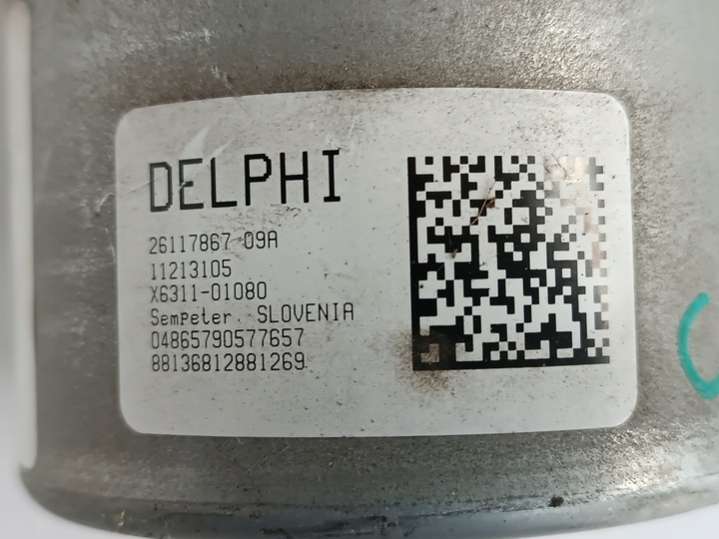 DELPHI
26117867-09A
11213105
X6311-01080
Sempeter. SLOVENIA
04865790577657
88136812881269